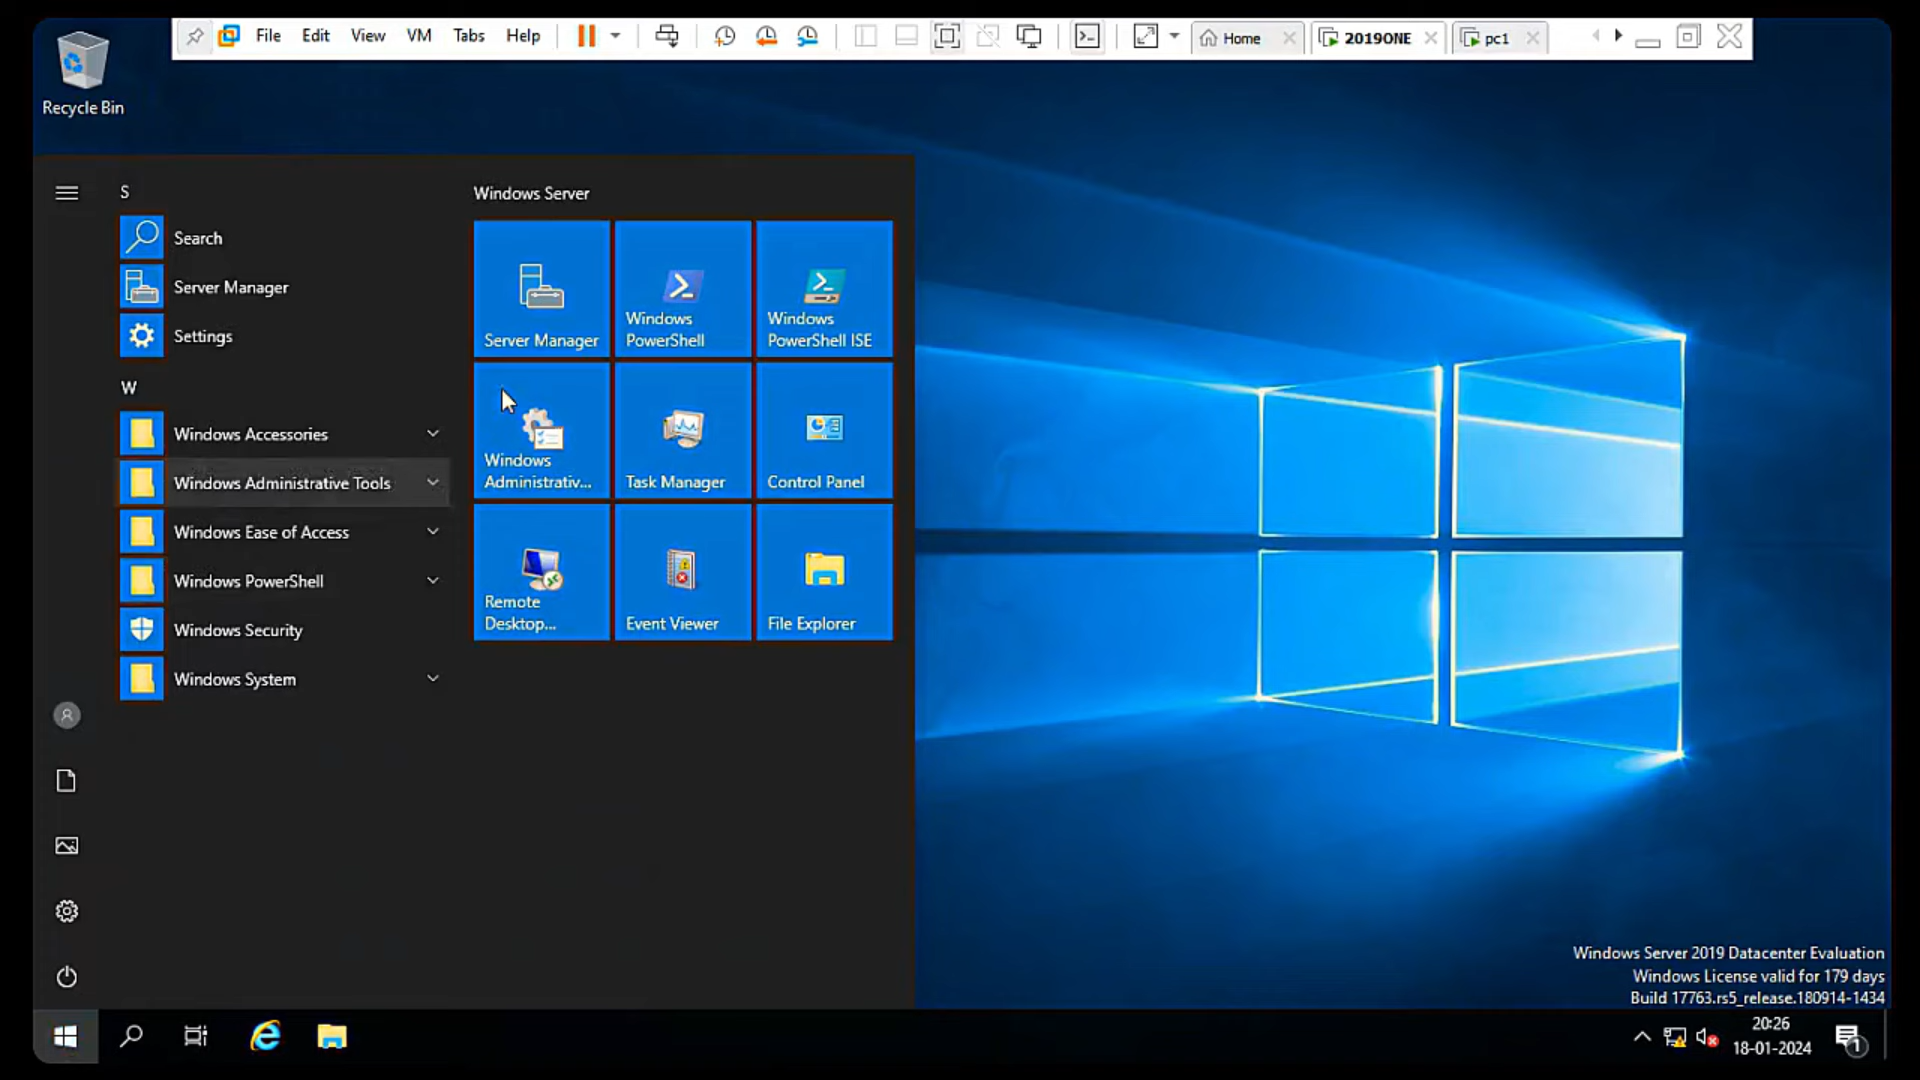 File Edit View VM Tabs Help
Home
2019ONE
pc1
Recycle Bin
S
Search
Server Manager
Settings
W
Windows Accessories
Windows Administrative Tools
Windows Ease of Access
Windows PowerShell
Windows Security
Windows System
Windows Server
Server Manager
Windows
PowerShell
Windows
PowerShell ISE
Windows
Administrativ...
Task Manager
Control Panel
Remote
Desktop...
Event Viewer
File Explorer
Windows Server 2019 Datacenter Evaluation
Windows License valid for 179 days
Build 17763.rs5_release.180914-1434
20:26
18-01-2024
1